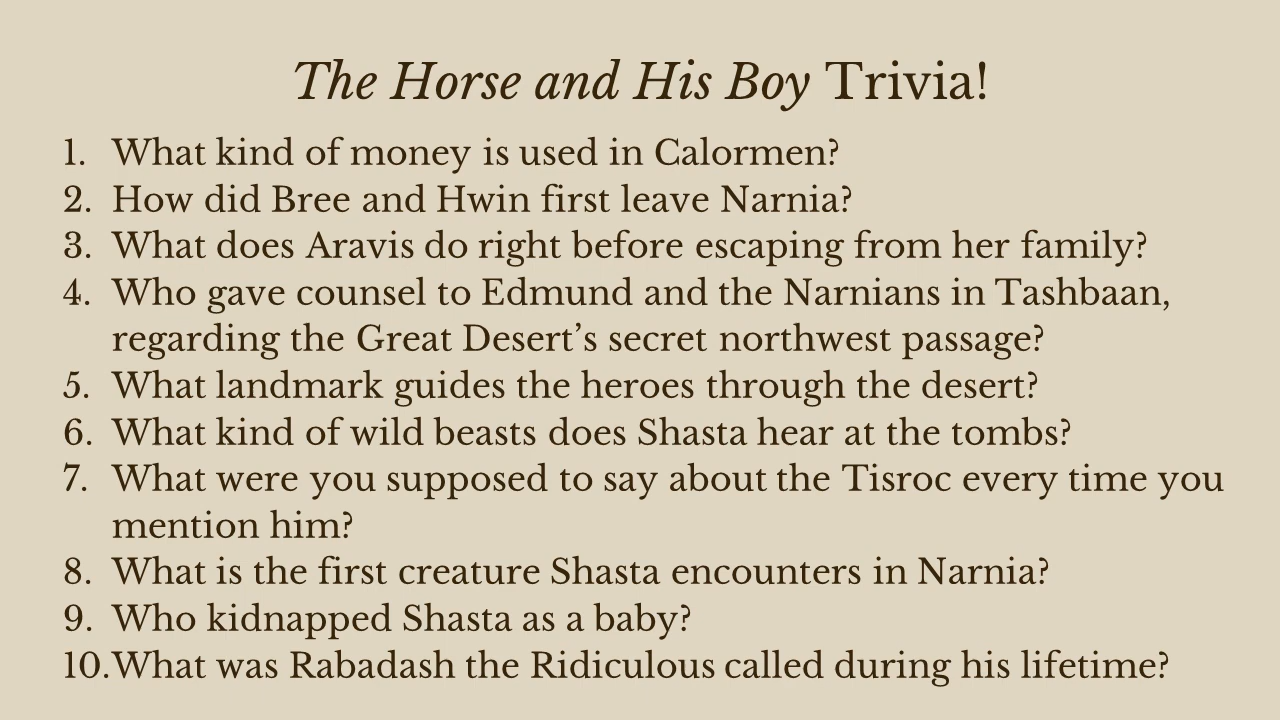 The Horse and His Boy Trivia!
1. What kind of money is used in Calormen?
2. How did Bree and Hwin first leave Narnia?
3. What does Aravis do right before escaping from her family?
4. Who gave counsel to Edmund and the Narnians in Tashbaan,
regarding the Great Desert’s secret northwest passage?
5. What landmark guides the heroes through the desert?
6. What kind of wild beasts does Shasta hear at the tombs?
7. What were you supposed to say about the Tisroc every time you
mention him?
8. What is the first creature Shasta encounters in Narnia?
9. Who kidnapped Shasta as a baby?
10. What was Rabadash the Ridiculous called during his lifetime?